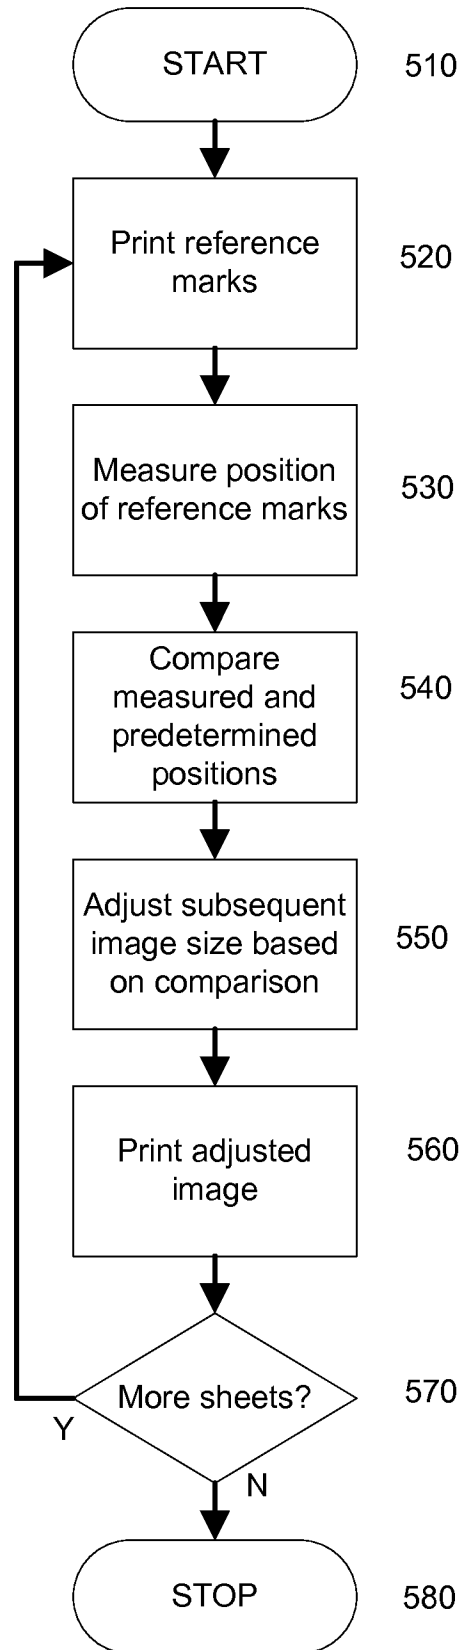 START
510
Print reference
marks
520
Measure position
of reference marks
530
Compare
measured and
predetermined
positions
540
Adjust subsequent
image size based
on comparison
550
Print adjusted
image
560
More sheets?
570
Y
N
STOP
580